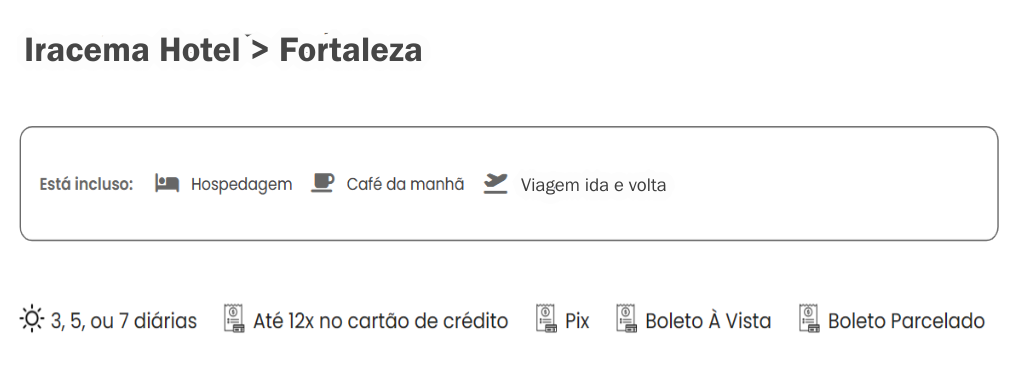 Iracema Hotel > Fortaleza
Está incluso: Hospedagem Café da manhã Viagem ida e volta
3, 5, ou 7 diárias Até 12x no cartão de crédito Pix Boleto À Vista Boleto Parcelado